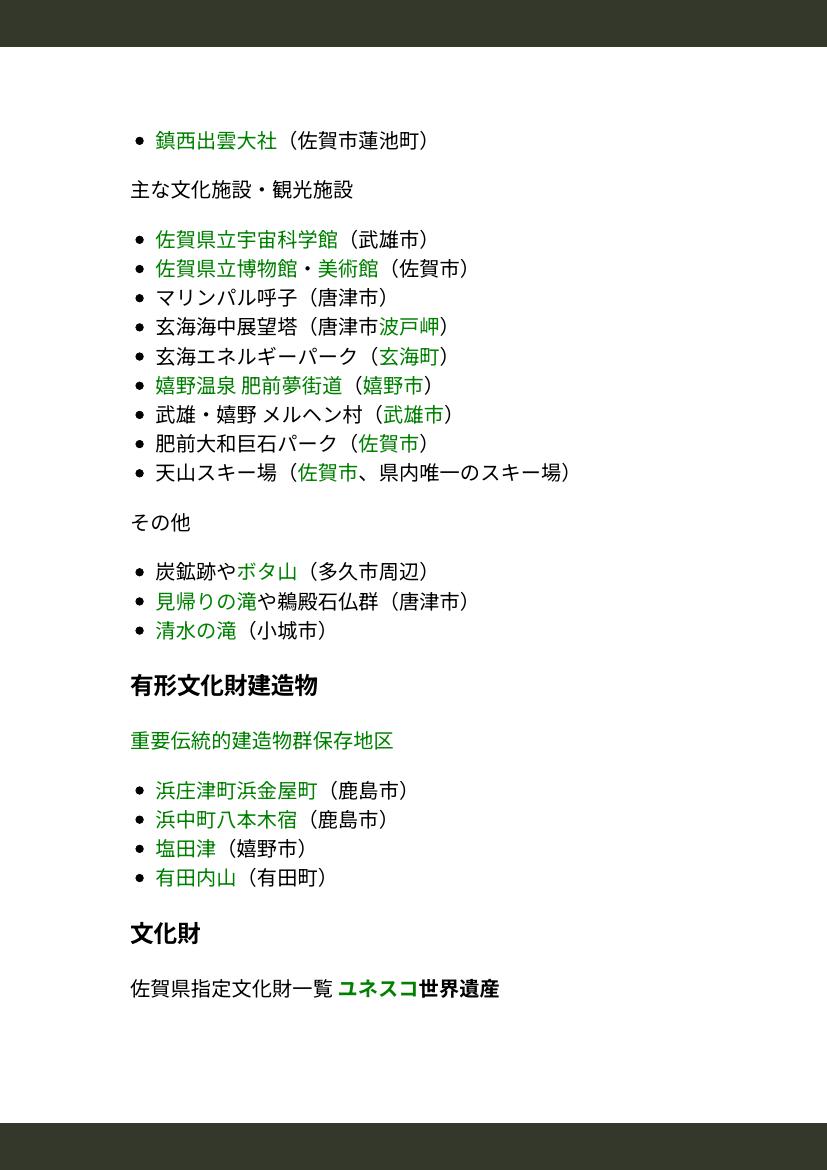 鎮西出雲大社（佐賀市蓮池町）
主な文化施設・観光施設
佐賀県立宇宙科学館（武雄市）
佐賀県立博物館・美術館（佐賀市）
マリンパル呼子（唐津市）
玄海海中展望塔（唐津市波戸岬）
玄海エネルギーパーク（玄海町）
嬉野温泉 肥前夢街道（嬉野市）
武雄・嬉野 メルヘン村（武雄市）
肥前大和巨石パーク（佐賀市）
天山スキー場（佐賀市、県内唯一のスキー場）
その他
炭鉱跡やボタ山（多久市周辺）
見帰りの滝や鵜殿石仏群（唐津市）
清水の滝（小城市）
有形文化財建造物
重要伝統的建造物群保存地区
浜庄津町浜金屋町（鹿島市）
浜中町八本木宿（鹿島市）
塩田津（嬉野市）
有田内山（有田町）
文化財
佐賀県指定文化財一覧 ユネスコ世界遺産